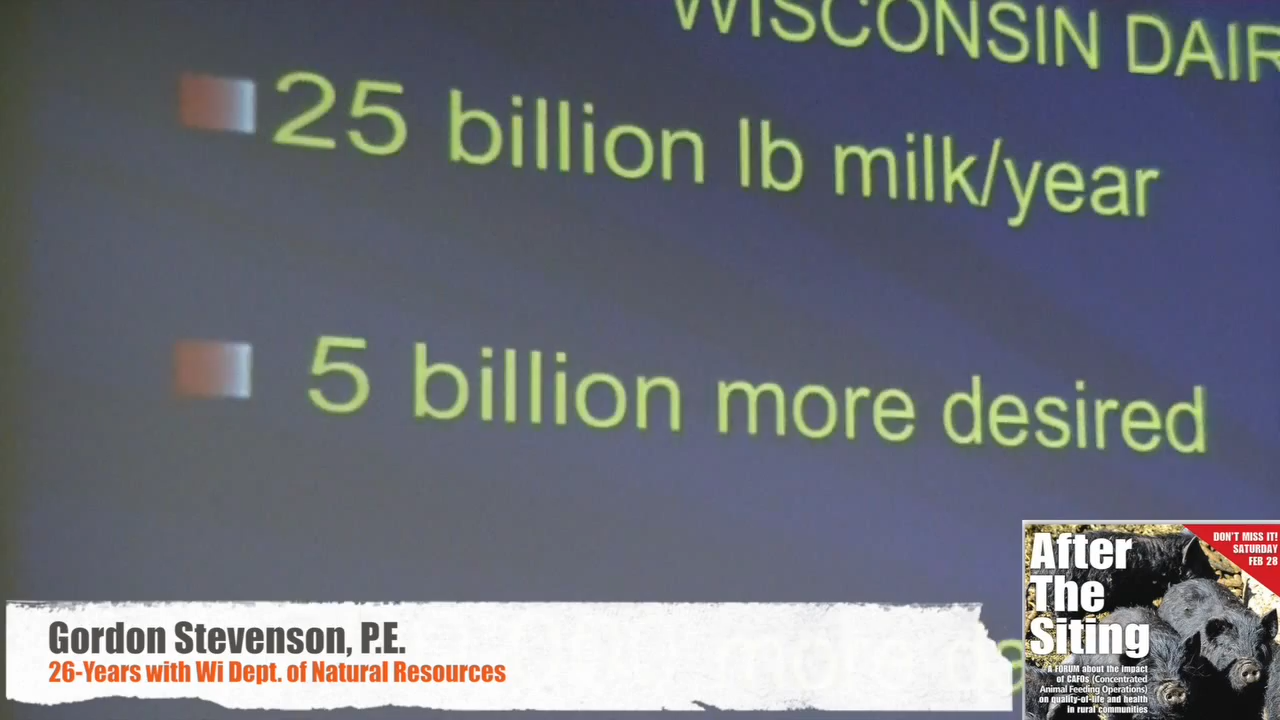 WISCONSIN DAIR
25 billion lb milk/year
5 billion more desired
Gordon Stevenson, P.E.
26-Years with Wi Dept. of Natural Resources
After
The
Siting
DON'T MISS IT!
SATURDAY
FEB 28
A FORUM about the impact
of CAFOs (Concentrated
Animal Feeding Operations)
on quality-of-life and health
in rural communities